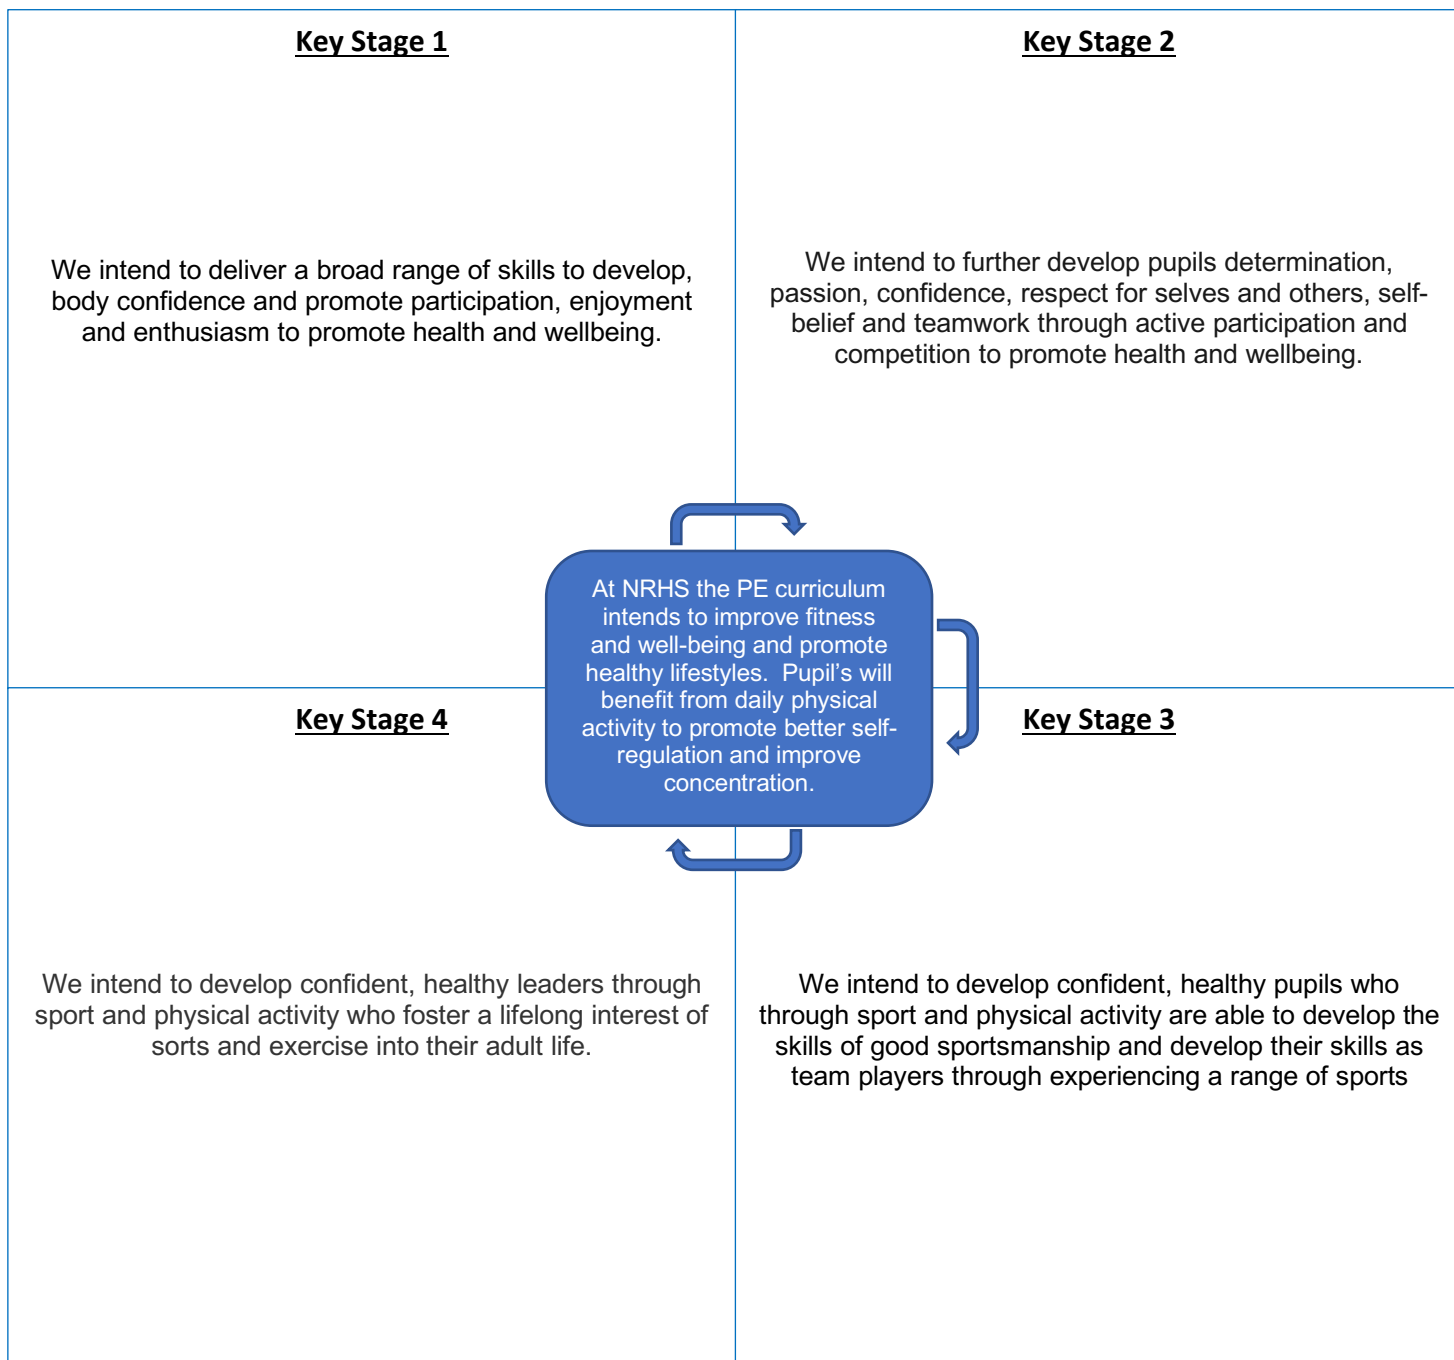 Key Stage 1
We intend to deliver a broad range of skills to develop,
body confidence and promote participation, enjoyment
and enthusiasm to promote health and wellbeing.
Key Stage 2
We intend to further develop pupils determination,
passion, confidence, respect for selves and others, self-
belief and teamwork through active participation and
competition to promote health and wellbeing.
At NRHS the PE curriculum
intends to improve fitness
and well-being and promote
healthy lifestyles.  Pupil’s will
benefit from daily physical
activity to promote better self-
regulation and improve
concentration.
Key Stage 4
We intend to develop confident, healthy leaders through
sport and physical activity who foster a lifelong interest of
sorts and exercise into their adult life.
Key Stage 3
We intend to develop confident, healthy pupils who
through sport and physical activity are able to develop the
skills of good sportsmanship and develop their skills as
team players through experiencing a range of sports